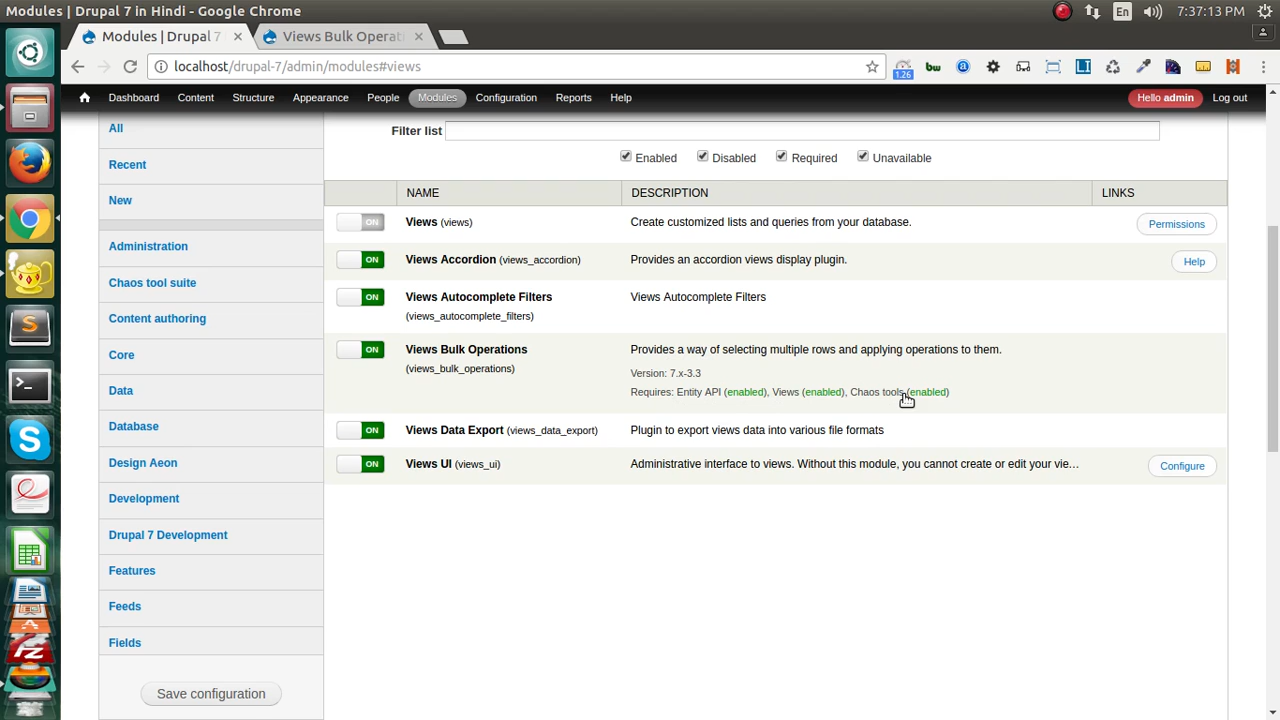 Modules | Drupal 7 in Hindi - Google Chrome
En
7:37:13 PM
Modules | Drupal 7
Views Bulk Operati
localhost/drupal-7/admin/modules#views
1.26
bw
Dashboard
Content
Structure
Appearance
People
Modules
Configuration
Reports
Help
Hello admin
Log out
All
Recent
New
Administration
Chaos tool suite
Content authoring
Core
Data
Database
Design Aeon
Development
Drupal 7 Development
Features
Feeds
Fields
Save configuration
Filter list
Enabled
Disabled
Required
Unavailable
NAME
DESCRIPTION
LINKS
ON
Views (views)
Create customized lists and queries from your database.
Permissions
ON
Views Accordion (views_accordion)
Provides an accordion views display plugin.
Help
ON
Views Autocomplete Filters
(views_autocomplete_filters)
Views Autocomplete Filters
ON
Views Bulk Operations
(views_bulk_operations)
Provides a way of selecting multiple rows and applying operations to them.
Version: 7.x-3.3
Requires: Entity API (enabled), Views (enabled), Chaos tools (enabled)
ON
Views Data Export (views_data_export)
Plugin to export views data into various file formats
ON
Views UI (views_ui)
Administrative interface to views. Without this module, you cannot create or edit your vie…
Configure